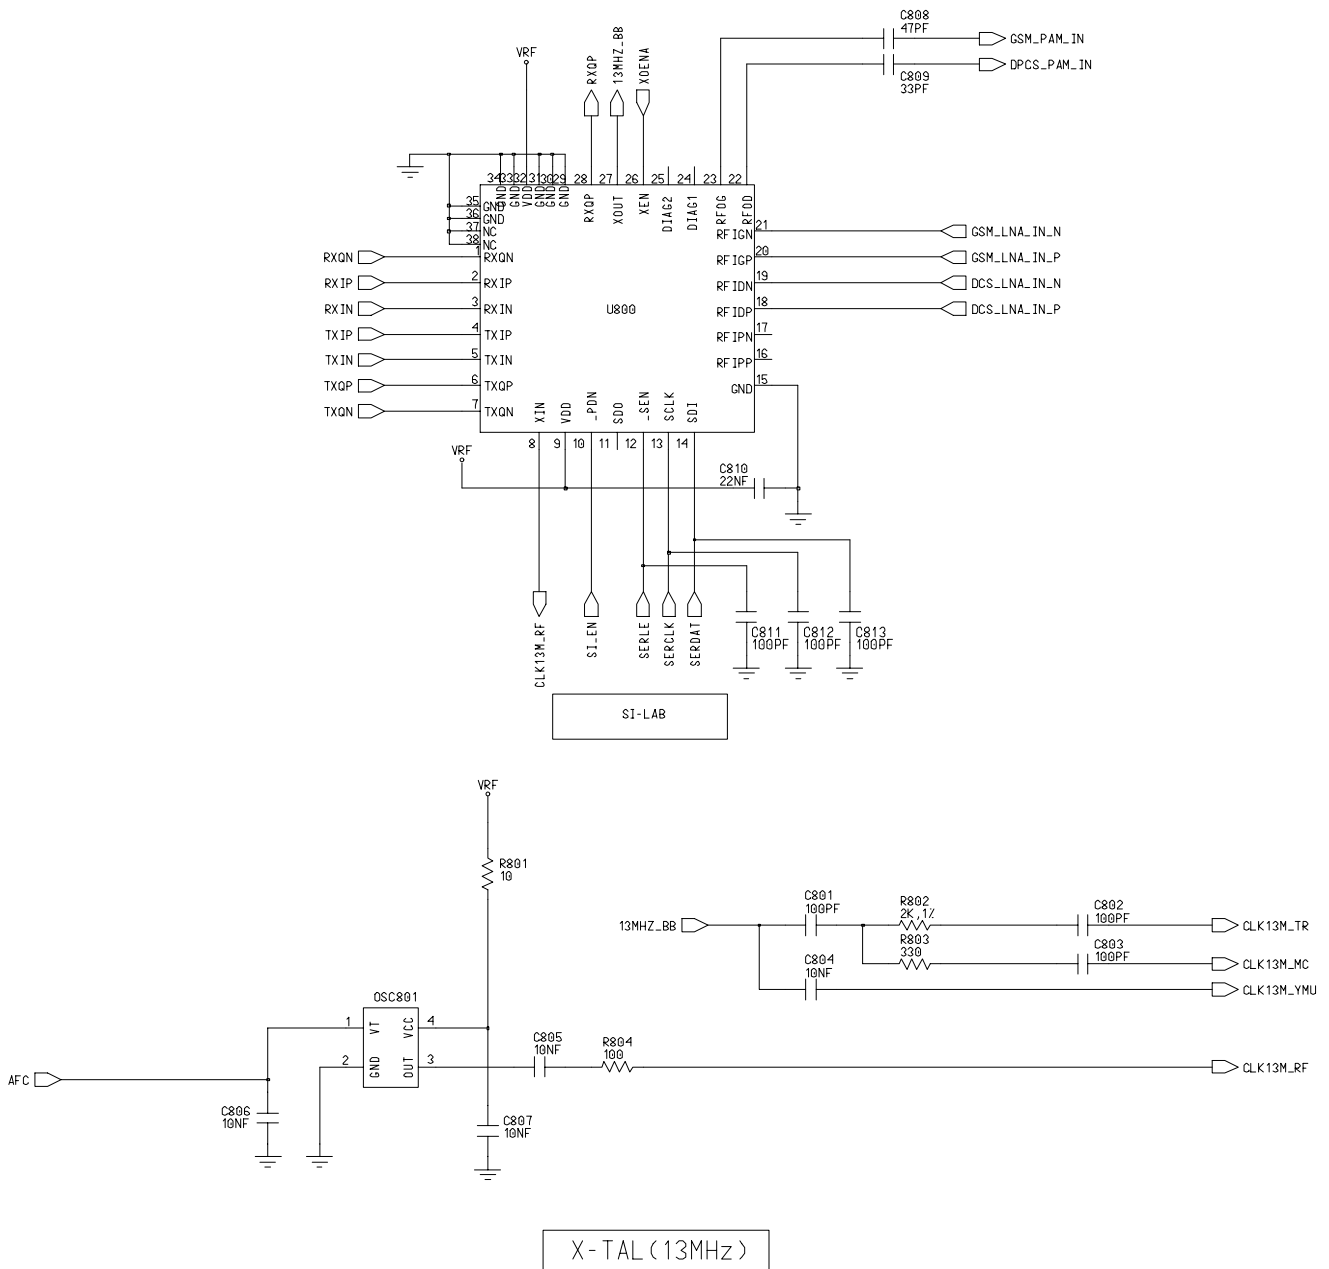 C808
47PF
GSM_PAM_IN
DPCS_PAM_IN
C809
33PF
VRF
RXQP
13MHZ_BB
XOENA
34 33 32 31 30 29 28 27 26 25 24 23 22
GND
GND
VDD
GND
GND
GND
RXQP
XOUT
XEN
DIAG2
DIAG1
RFOG
RFOD
35 GND
36 GND
37 NC
38 NC
RXQN 1 RXQN
RXIP 2 RXIP
RXIN 3 RXIN
TXIP 4 TXIP
TXIN 5 TXIN
TXQP 6 TXQP
TXQN 7 TXQN
U800
RFIGN 21 GSM_LNA_IN_N
RFIGP 20 GSM_LNA_IN_P
RFIDN 19 DCS_LNA_IN_N
RFIDP 18 DCS_LNA_IN_P
RFIPN 17
RFIPP 16
GND 15
XIN
VDD
_PDN
SDO
_SEN
SCLK
SDI
8 9 10 11 12 13 14
VRF
C810
22NF
CLK13M_RF
SI_EN
SERLE
SERCLK
SERDAT
C811
100PF
C812
100PF
C813
100PF
SI-LAB
VRF
R801
10
13MHZ_BB
C801
100PF
R802
2K,1%
C802
100PF
CLK13M_TR
R803
330
C803
100PF
CLK13M_MC
C804
10NF
CLK13M_YMU
OSC801
1 VT
VCC 4
2 GND
OUT 3
C805
10NF
R804
100
CLK13M_RF
AFC
C806
10NF
C807
10NF
X-TAL(13MHz)